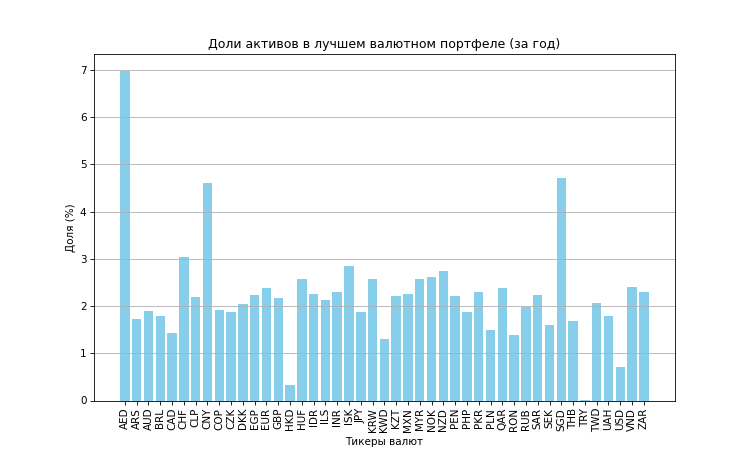 Доли активов в лучшем валютном портфеле (за год)
Доля (%)
7
6
5
4
3
2
1
0
AED ARS AUD BRL CAD CHF CLP CNY COP CZK DKK EGP EUR GBP HKD HUF IDR ILS INR ISK JPY KRW KWD KZT MXN MYR NOK NZD PEN PHP PKR PLN QAR RON RUB SAR SEK SGD THB TRY TWD UAH USD VND ZAR
Тикеры валют